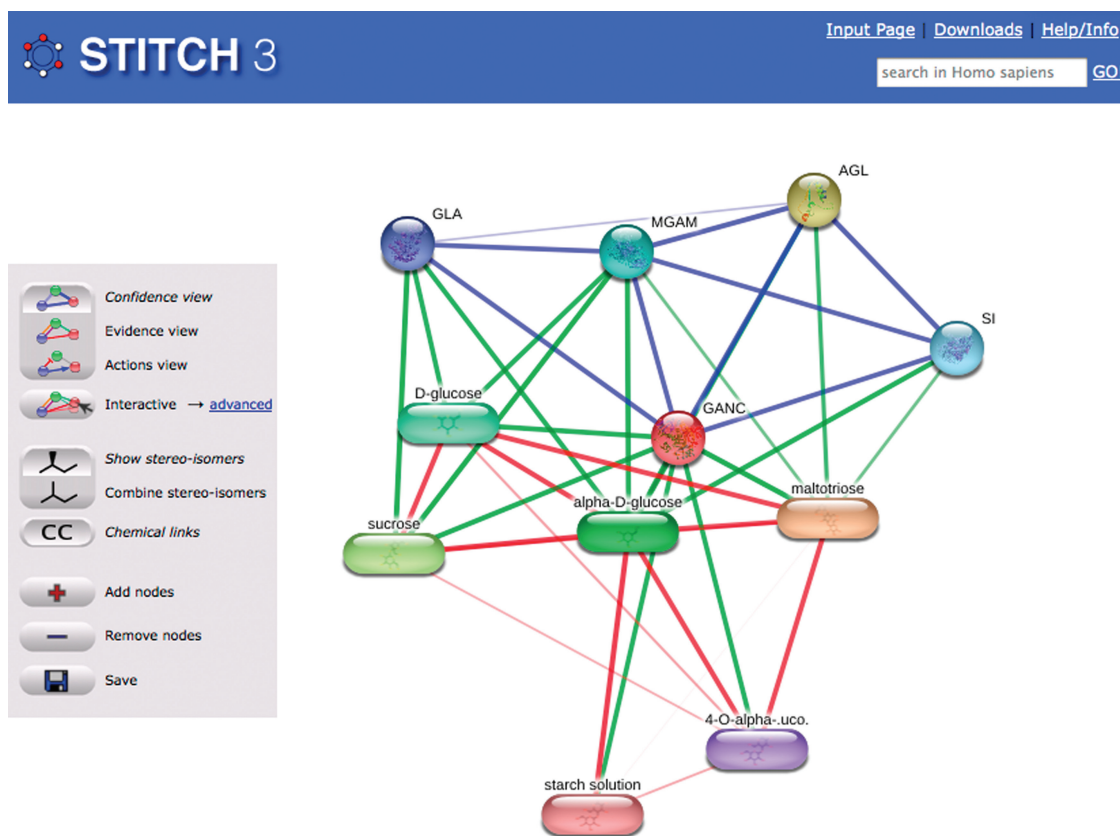 STITCH 3
Input Page | Downloads | Help/Info
search in Homo sapiens GO
AGL
GLA
MGAM
Confidence view
SI
Evidence view
Actions view
D-glucose
Interactive → advanced
GANC
Show stereo-isomers
maltotriose
Combine stereo-isomers
alpha-D-glucose
sucrose
CC Chemical links
Add nodes
Remove nodes
Save
4-O-alpha-.uco.
starch solution